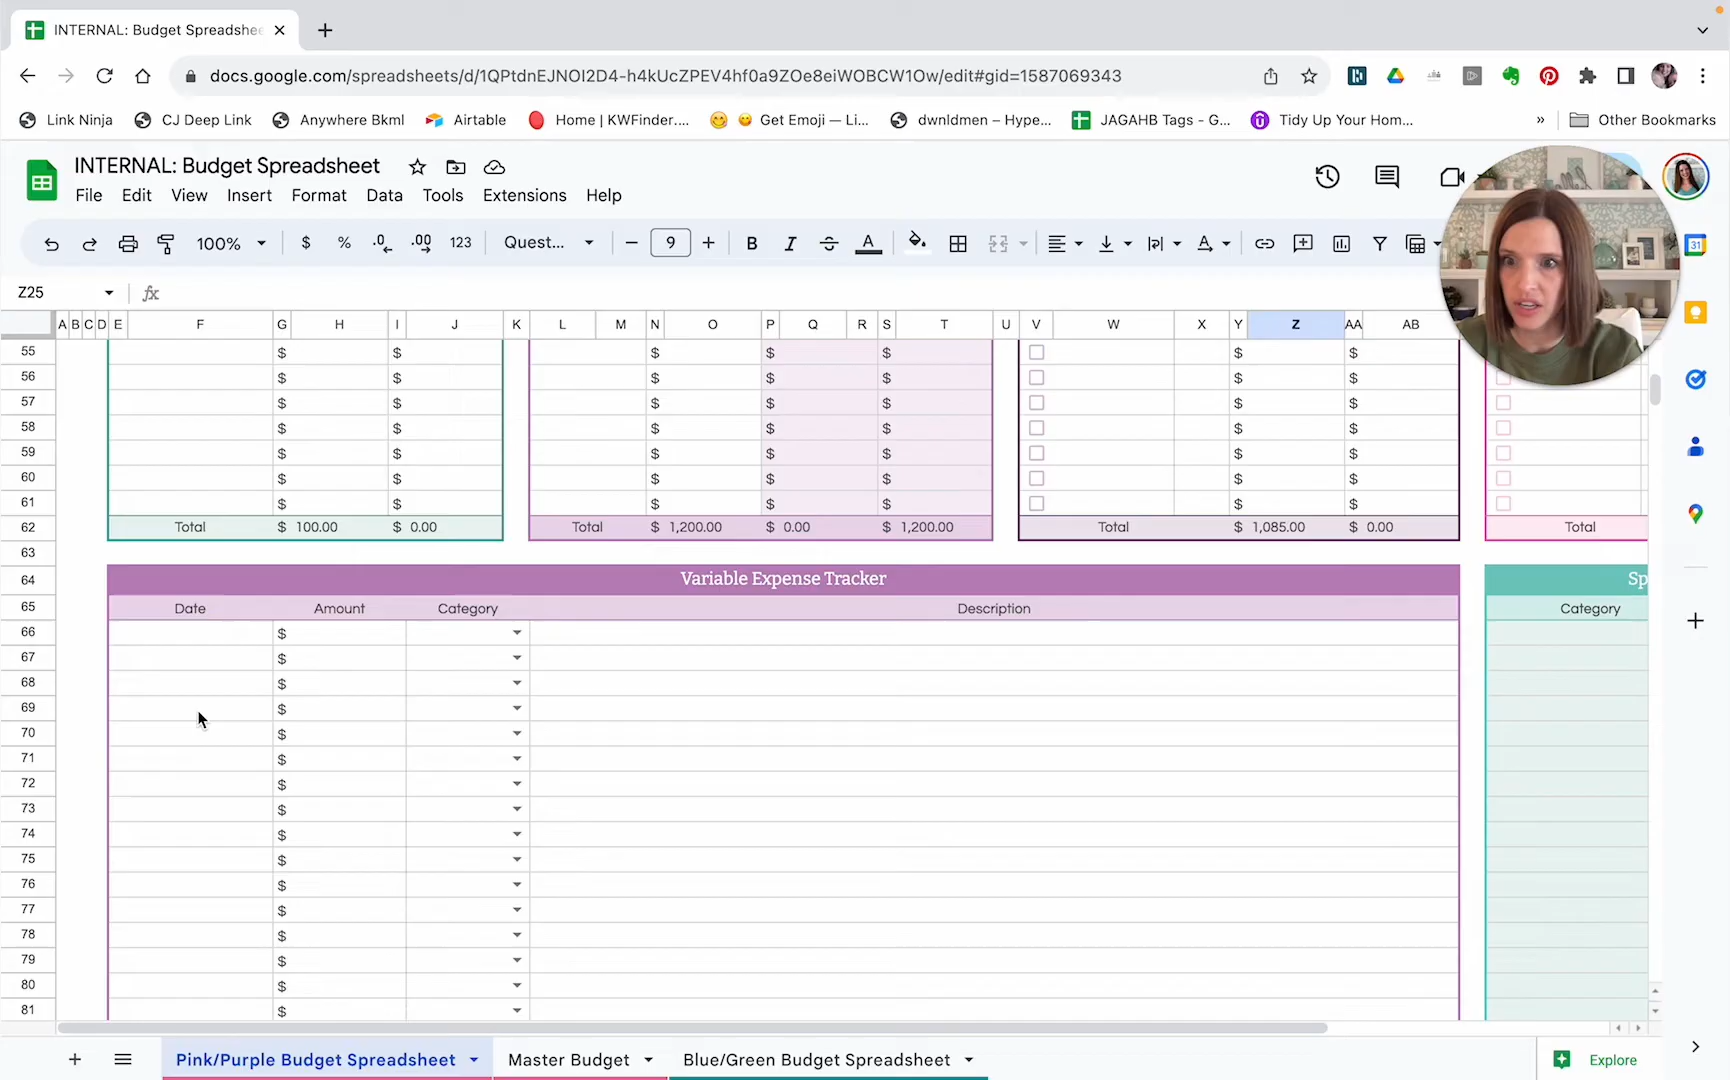 INTERNAL: Budget Spreadshee
docs.google.com/spreadsheets/d/1QPtdnEJNOI2D4-h4kUcZPEV4hf0a9ZOe8eiWOBCW1Ow/edit#gid=1587069343
Link Ninja CJ Deep Link Anywhere Bkml Airtable Home | KWFinder.... Get Emoji — Li... dwnldmen – Hype... JAGAHB Tags - G... Tidy Up Your Hom... » Other Bookmarks
INTERNAL: Budget Spreadsheet
File Edit View Insert Format Data Tools Extensions Help
100% $ % .0 .00 123 Quest... − 9 + B I A
31
Z25 fx
A B C D E F G H I J K L M N O P Q R S T U V W X Y Z AA AB
55 $ $ $ $ $ $ $
56 $ $ $ $ $ $ $
57 $ $ $ $ $ $ $
58 $ $ $ $ $ $ $
59 $ $ $ $ $ $ $
60 $ $ $ $ $ $ $
61 $ $ $ $ $ $ $
62 Total $ 100.00 $ 0.00 Total $ 1,200.00 $ 0.00 $ 1,200.00 Total $ 1,085.00 $ 0.00 Total
63
64 Variable Expense Tracker Sp
65 Date Amount Category Description Category
66 $
67 $
68 $
69 $
70 $
71 $
72 $
73 $
74 $
75 $
76 $
77 $
78 $
79 $
80 $
81 $
Pink/Purple Budget Spreadsheet Master Budget Blue/Green Budget Spreadsheet Explore